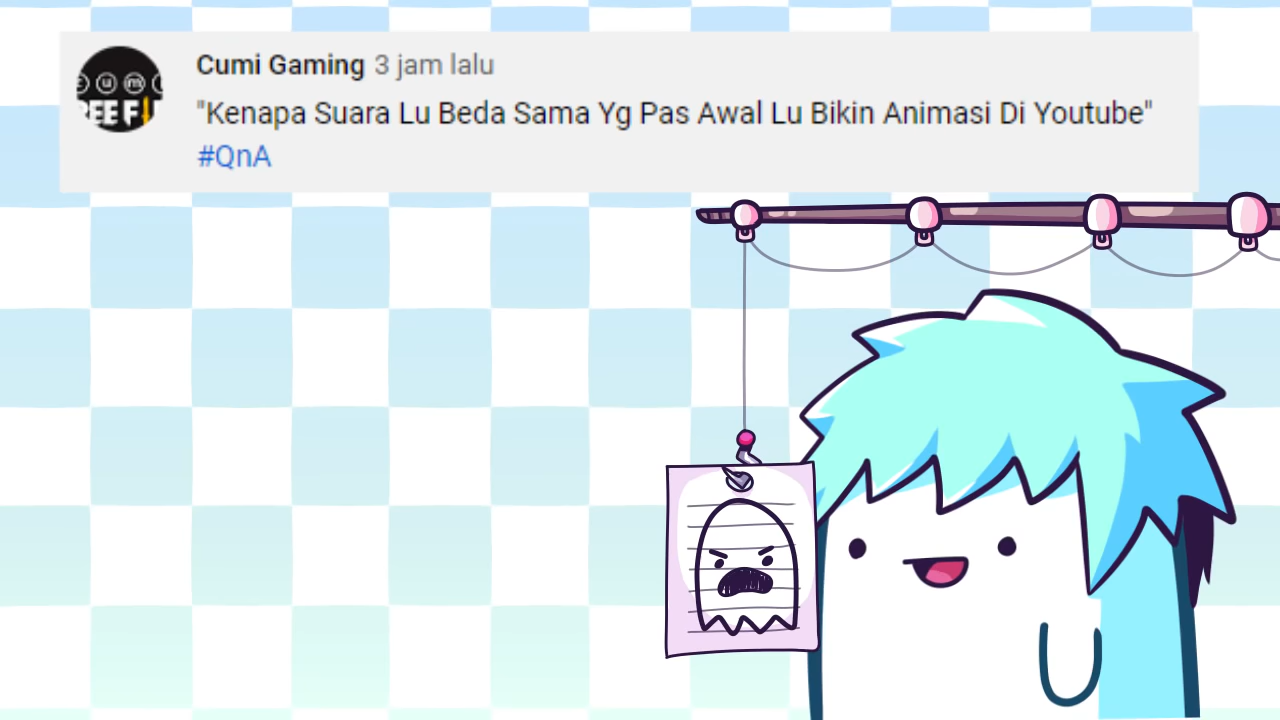 Cumi Gaming 3 jam lalu
"Kenapa Suara Lu Beda Sama Yg Pas Awal Lu Bikin Animasi Di Youtube"
#QnA